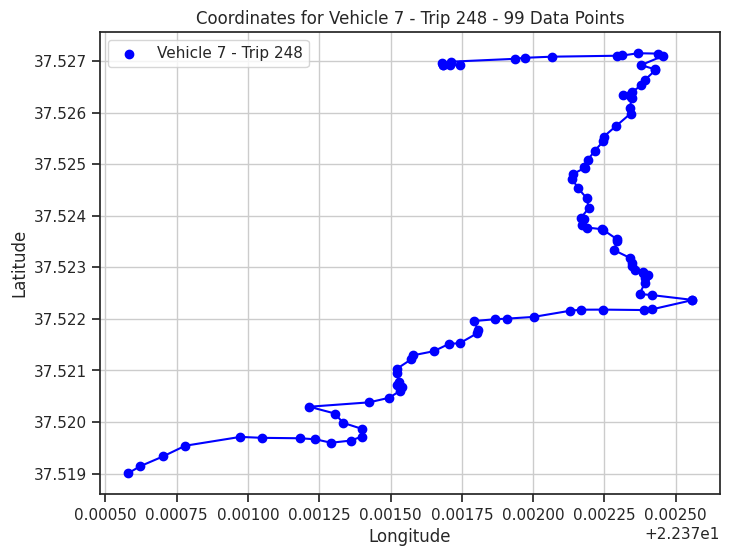 Coordinates for Vehicle 7 - Trip 248 - 99 Data Points
Vehicle 7 - Trip 248
37.527
37.526
37.525
37.524
37.523
37.522
37.521
37.520
37.519
Latitude
0.00050 0.00075 0.00100 0.00125 0.00150 0.00175 0.00200 0.00225 0.00250
+2.237e1
Longitude